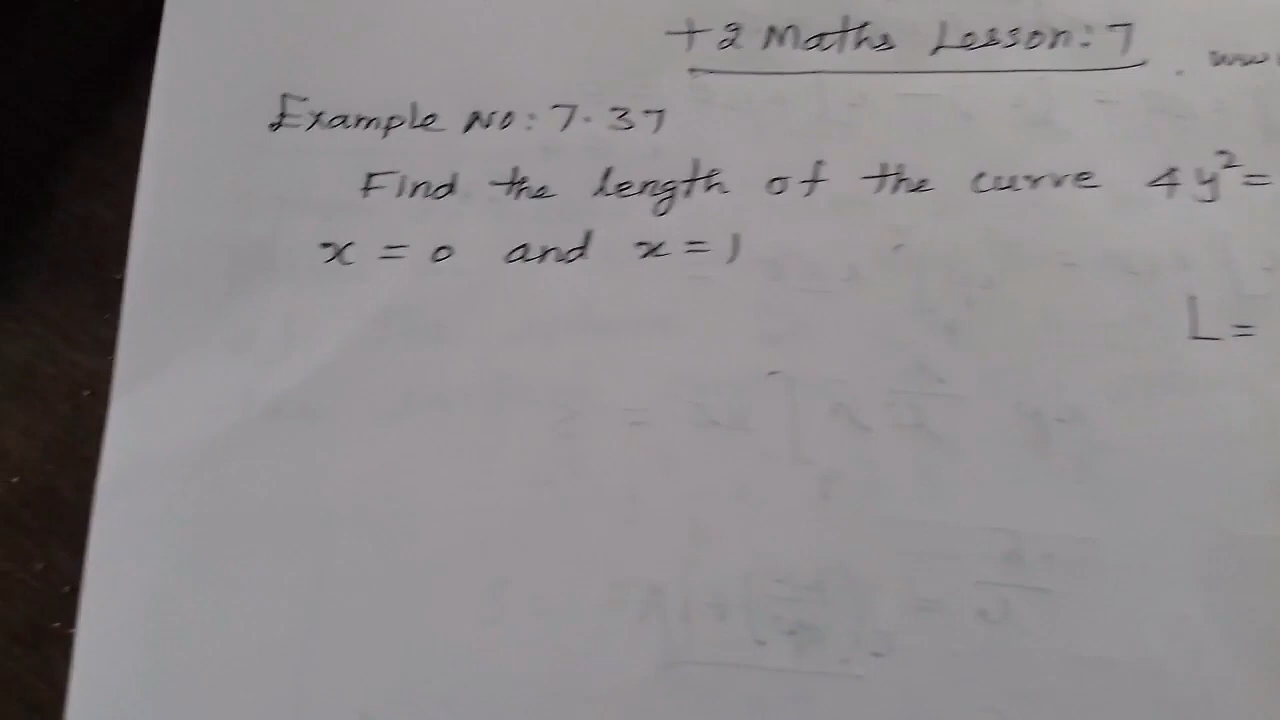 +2 Maths Lesson: 7
Example No: 7.37
Find the length of the curve 4y²=
x = 0 and x = 1
L =